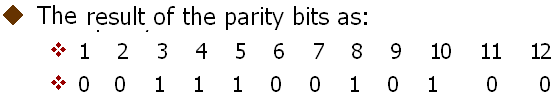 The result of the parity bits as:
1 2 3 4 5 6 7 8 9 10 11 12
0 0 1 1 1 0 0 1 0 1 0 0